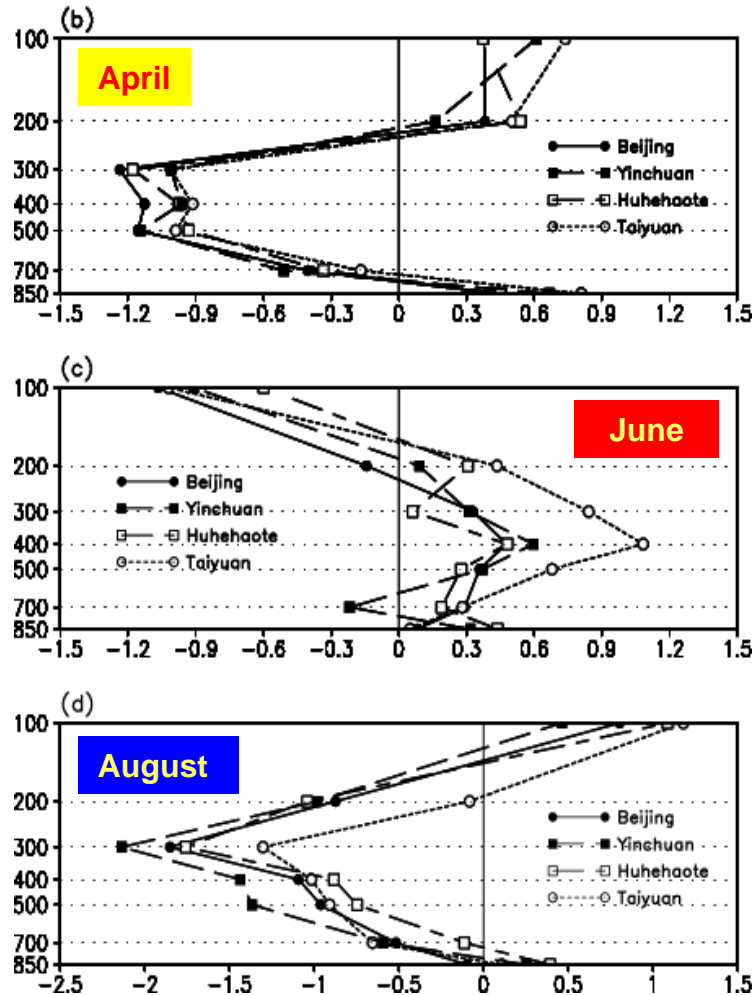 (b)
100
April
200
300
400
500
700
850
Beijing
Yinchuan
Huhehaote
Taiyuan
-1.5 -1.2 -0.9 -0.6 -0.3 0 0.3 0.6 0.9 1.2 1.5
(c)
100
June
200
300
400
500
700
850
Beijing
Yinchuan
Huhehaote
Taiyuan
-1.5 -1.2 -0.9 -0.6 -0.3 0 0.3 0.6 0.9 1.2 1.5
(d)
100
August
200
300
400
500
700
850
Beijing
Yinchuan
Huhehaote
Taiyuan
-2.5 -2 -1.5 -1 -0.5 0 0.5 1 1.5